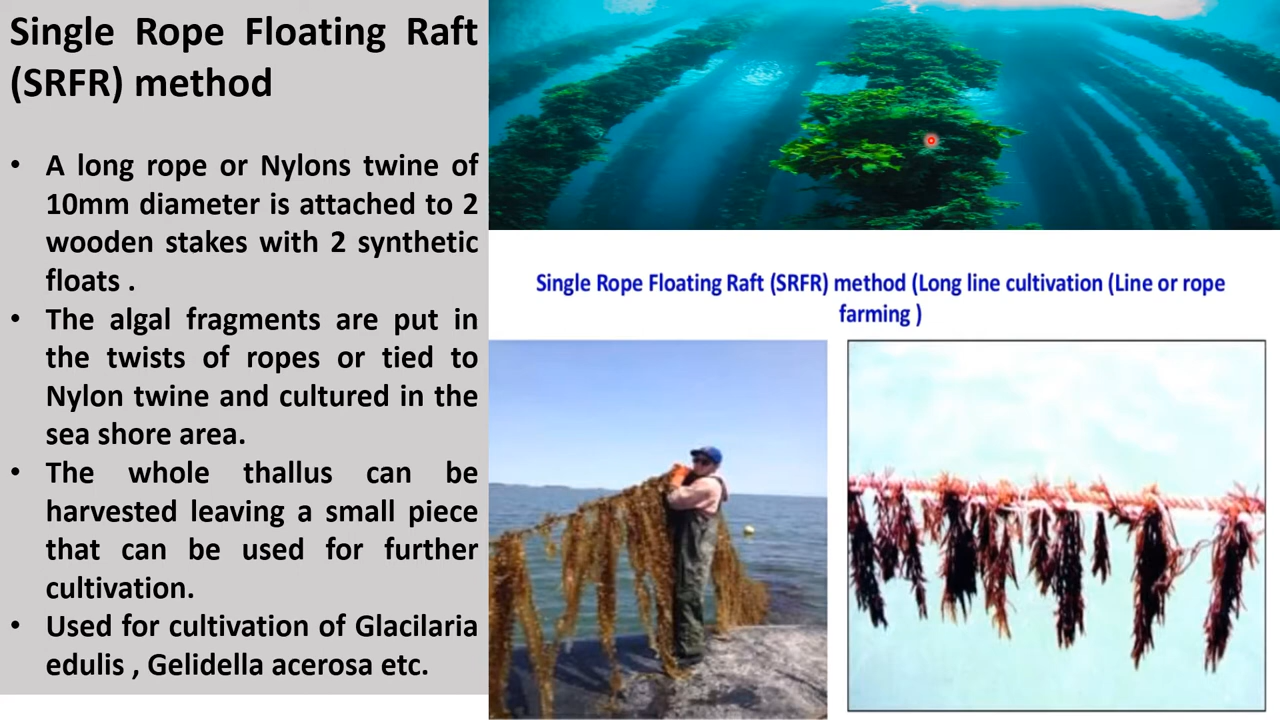 Single Rope Floating Raft
(SRFR) method
• A long rope or Nylons twine of
10mm diameter is attached to 2
wooden stakes with 2 synthetic
floats .
• The algal fragments are put in
the twists of ropes or tied to
Nylon twine and cultured in the
sea shore area.
• The whole thallus can be
harvested leaving a small piece
that can be used for further
cultivation.
• Used for cultivation of Glacilaria
edulis , Gelidella acerosa etc.
Single Rope Floating Raft (SRFR) method (Long line cultivation (Line or rope
farming )